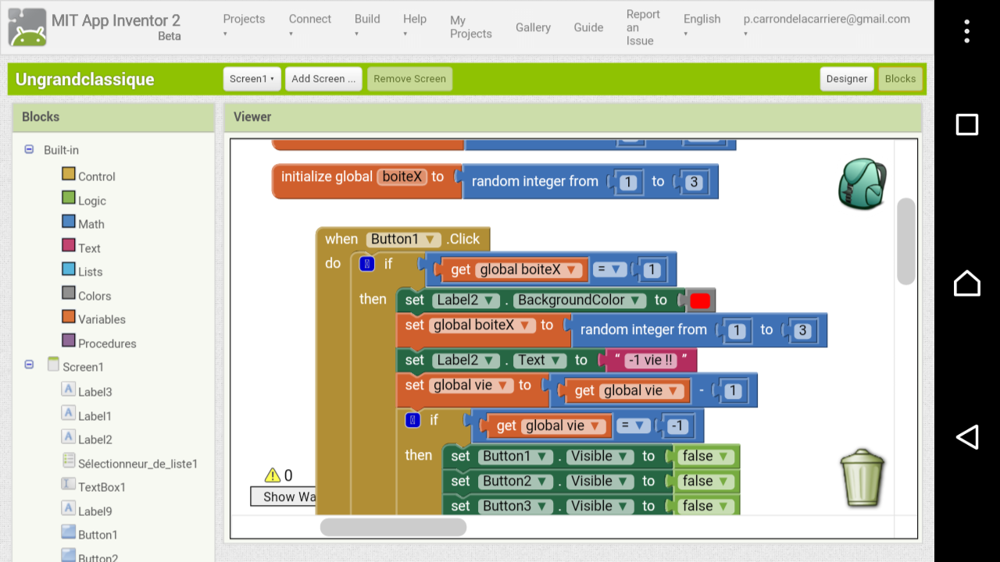 MIT App Inventor 2
Beta
Projects
Connect
Build
Help
My
Projects
Gallery
Guide
Report
an
Issue
English
p.carrondelacarriere@gmail.com
Ungrandclassique
Screen1
Add Screen ...
Remove Screen
Designer
Blocks
Blocks
Built-in
Control
Logic
Math
Text
Lists
Colors
Variables
Procedures
Screen1
Label3
Label1
Label2
Sélectionneur_de_liste1
TextBox1
Label9
Button1
Button2
Viewer
initialize global boiteX to random integer from 1 to 3
when Button1 .Click
do if get global boiteX = 1
then set Label2 . BackgroundColor to
set global boiteX to random integer from 1 to 3
set Label2 . Text to “ -1 vie !! ”
set global vie to get global vie - 1
if get global vie = -1
then set Button1 . Visible to false
set Button2 . Visible to false
set Button3 . Visible to false
0
Show Wa